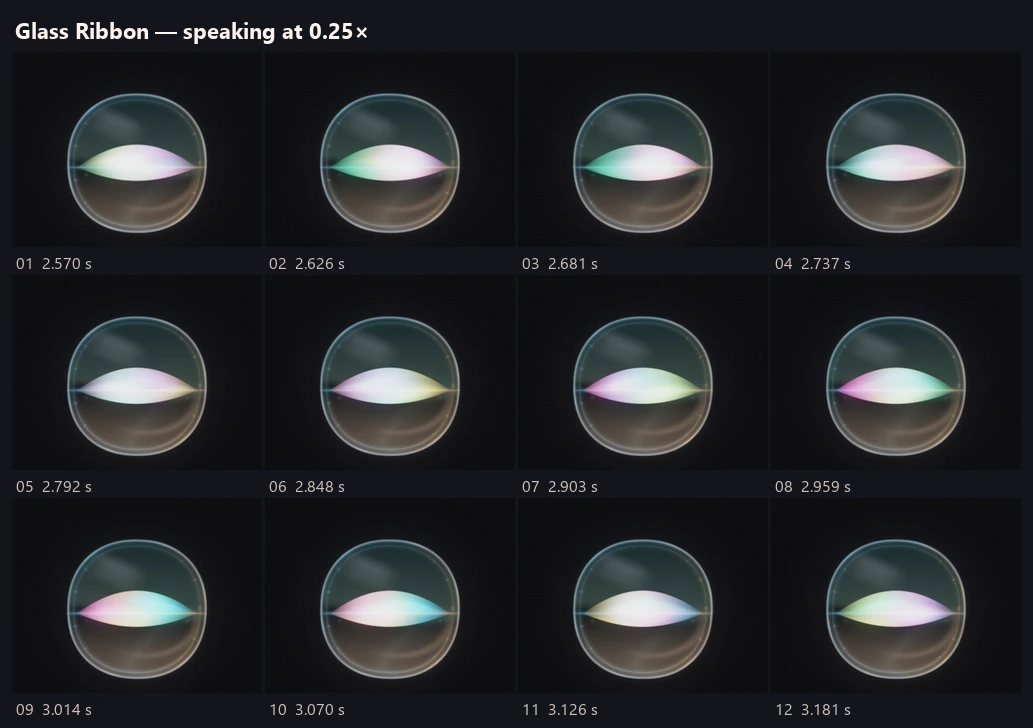 Glass Ribbon — speaking at 0.25×
01 2.570 s
02 2.626 s
03 2.681 s
04 2.737 s
05 2.792 s
06 2.848 s
07 2.903 s
08 2.959 s
09 3.014 s
10 3.070 s
11 3.126 s
12 3.181 s